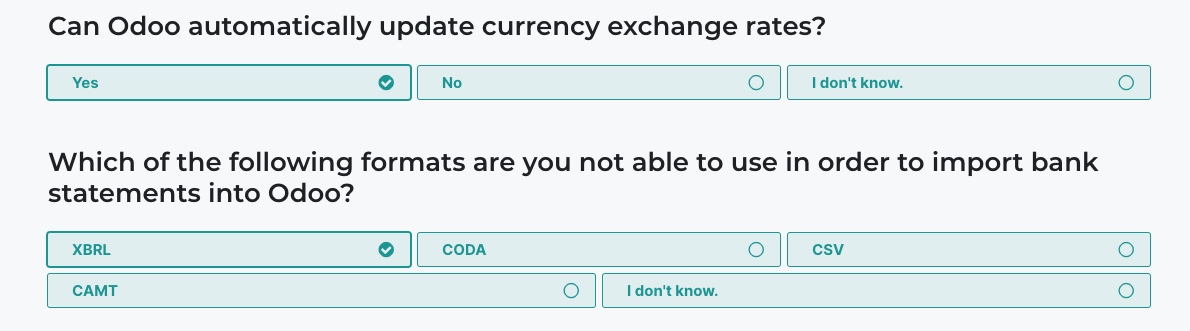 Can Odoo automatically update currency exchange rates?
Yes
No
I don't know.
Which of the following formats are you not able to use in order to import bank
statements into Odoo?
XBRL
CODA
CSV
CAMT
I don't know.